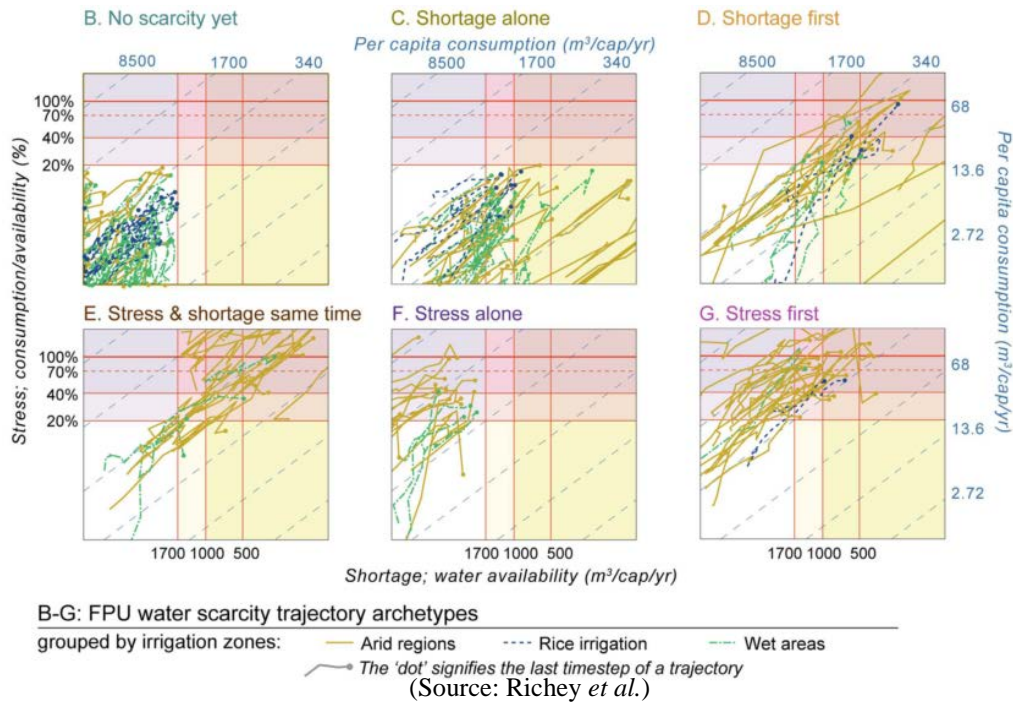 B. No scarcity yet
C. Shortage alone
D. Shortage first
Per capita consumption (m³/cap/yr)
8500 1700 340
8500 1700 340
8500 1700 340
100%
70%
40%
20%
68
13.6
2.72
E. Stress & shortage same time
F. Stress alone
G. Stress first
100%
70%
40%
20%
68
13.6
2.72
Stress; consumption/availability (%)
Per capita consumption (m³/cap/yr)
1700 1000 500
1700 1000 500
1700 1000 500
Shortage; water availability (m³/cap/yr)
B-G: FPU water scarcity trajectory archetypes
grouped by irrigation zones: Arid regions Rice irrigation Wet areas
The 'dot' signifies the last timestep of a trajectory
(Source: Richey et al.)